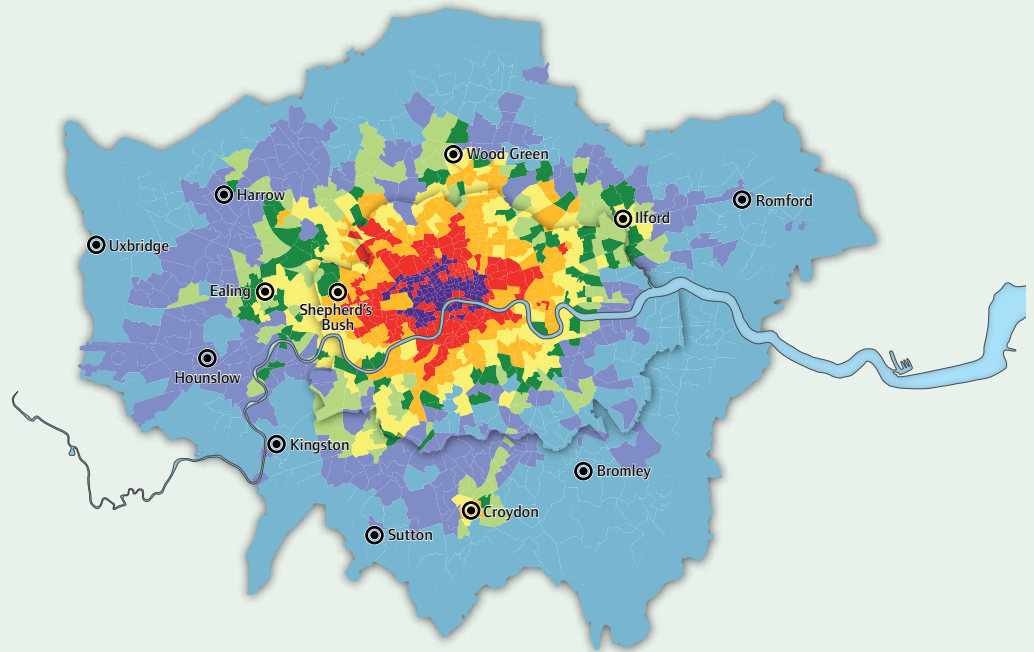 Wood Green
Harrow
Romford
Ilford
Uxbridge
Ealing
Shepherd's
Bush
Hounslow
Kingston
Bromley
Croydon
Sutton